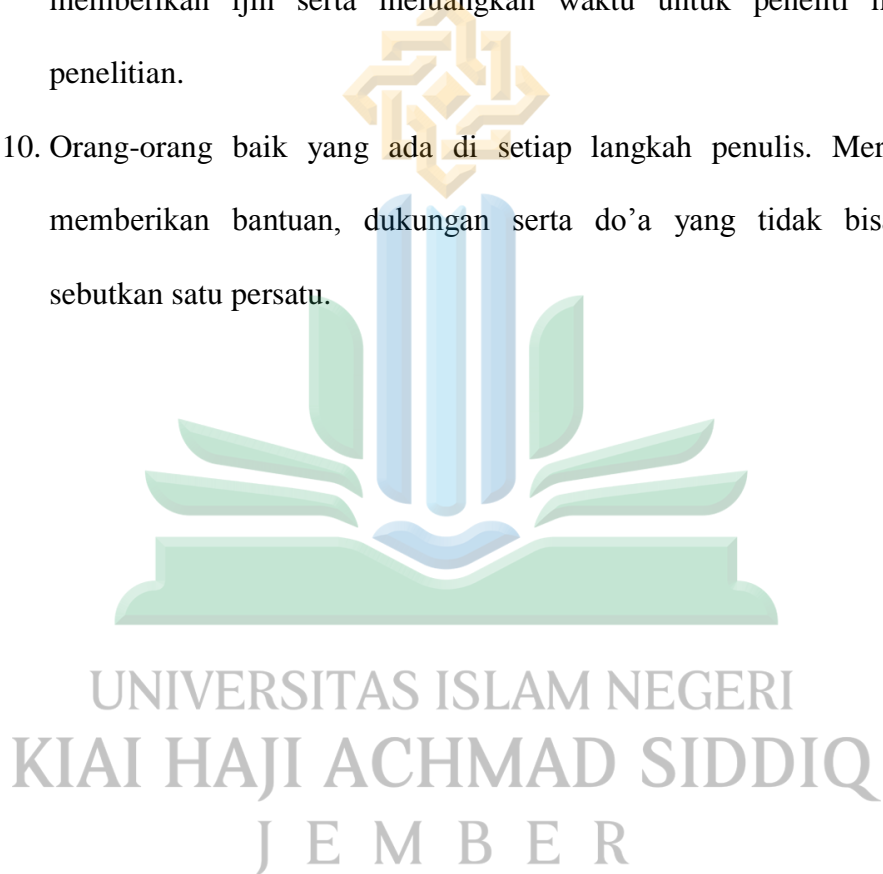 memberikan ijin serta meluangkan waktu untuk peneliti
penelitian.
10. Orang-orang baik yang ada di setiap langkah penulis.
memberikan bantuan, dukungan serta do’a yang tidak
sebutkan satu persatu.
UNIVERSITAS ISLAM NEGERI
KIAI HAJI ACHMAD SIDDIQ
J E M B E R